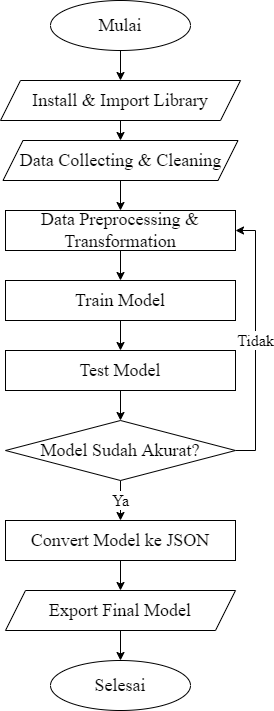 Mulai
Install & Import Library
Data Collecting & Cleaning
Data Preprocessing &
Transformation
Train Model
Tidak
Test Model
Model Sudah Akurat?
Ya
Convert Model ke JSON
Export Final Model
Selesai